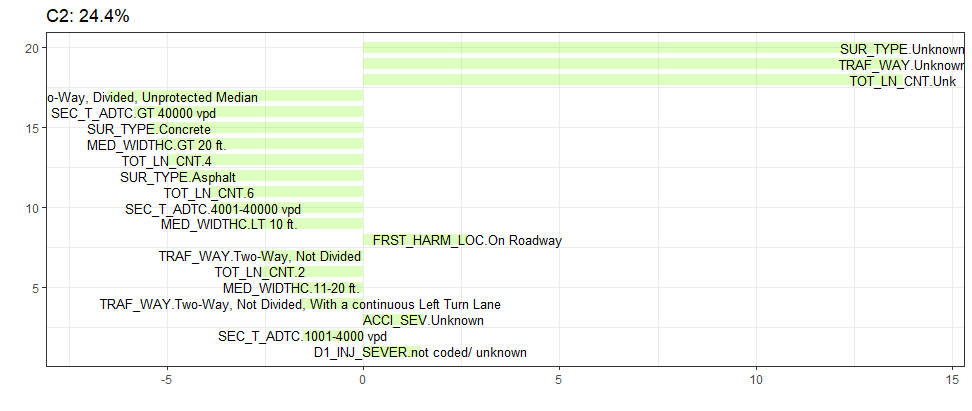 C2: 24.4%
20
SUR_TYPE.Unknown
TRAF_WAY.Unknown
TOT_LN_CNT.Unk
o-Way, Divided, Unprotected Median
SEC_T_ADTC.GT 40000 vpd
15
SUR_TYPE.Concrete
MED_WIDTHC.GT 20 ft.
TOT_LN_CNT.4
SUR_TYPE.Asphalt
TOT_LN_CNT.6
10
SEC_T_ADTC.4001-40000 vpd
MED_WIDTHC.LT 10 ft.
FRST_HARM_LOC.On Roadway
TRAF_WAY.Two-Way, Not Divided
TOT_LN_CNT.2
5
MED_WIDTHC.11-20 ft.
TRAF_WAY.Two-Way, Not Divided, With a continuous Left Turn Lane
ACCI_SEV.Unknown
SEC_T_ADTC.1001-4000 vpd
D1_INJ_SEVER.not coded/ unknown
-5 0 5 10 15